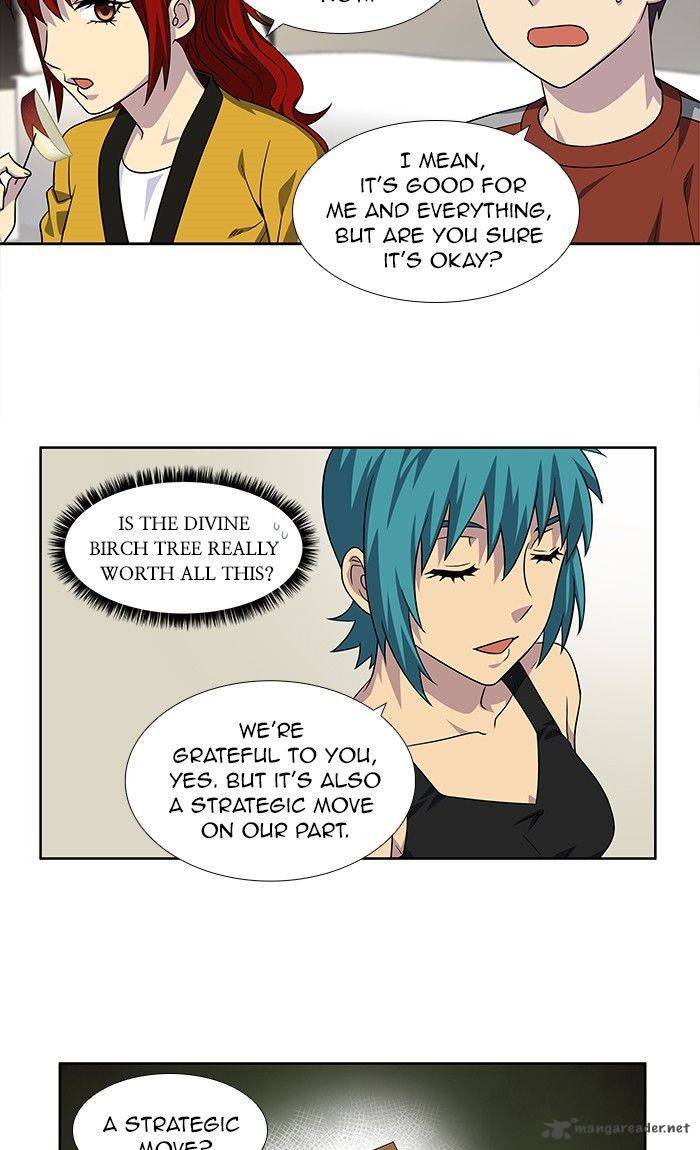 I MEAN,
IT'S GOOD FOR
ME AND EVERYTHING,
BUT ARE YOU SURE
IT'S OKAY?
IS THE DIVINE
BIRCH TREE REALLY
WORTH ALL THIS?
WE'RE
GRATEFUL TO YOU,
YES. BUT IT'S ALSO
A STRATEGIC MOVE
ON OUR PART.
A STRATEGIC
MOVE?
mangareader.net